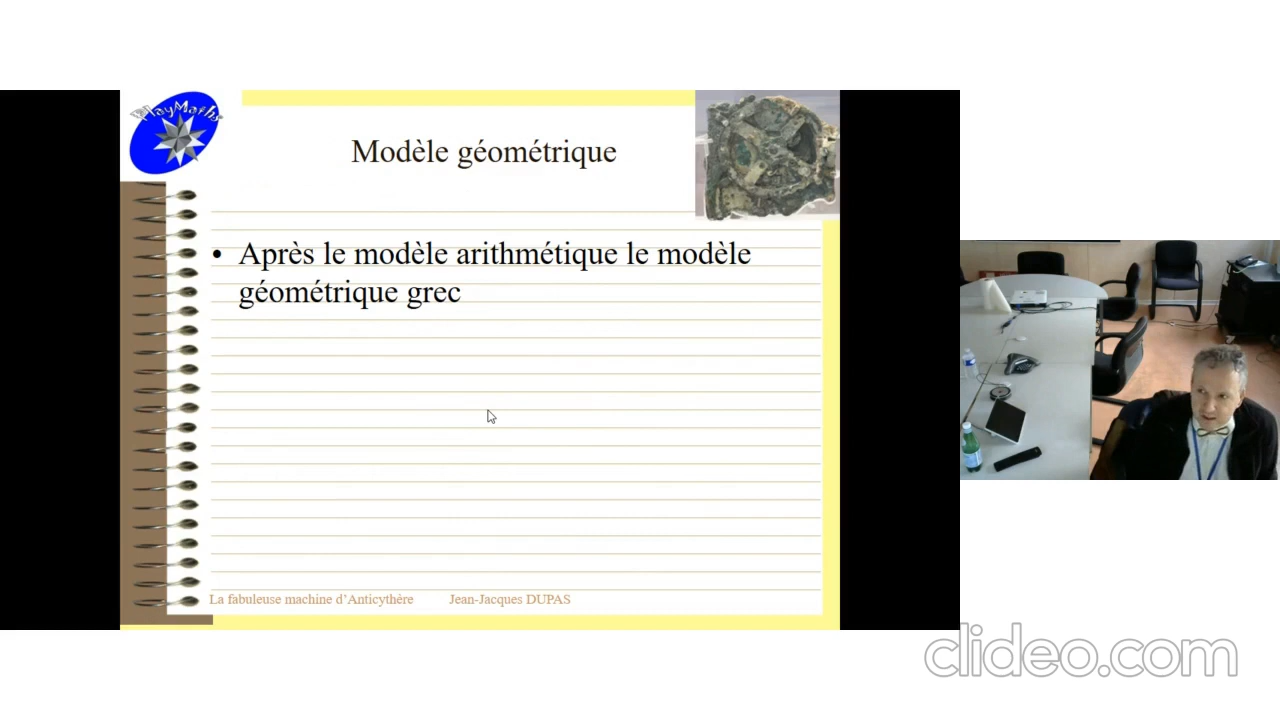 PlayMaths
Modèle géométrique
• Après le modèle arithmétique le modèle
géométrique grec
La fabuleuse machine d'Anticythère Jean-Jacques DUPAS
clideo.com